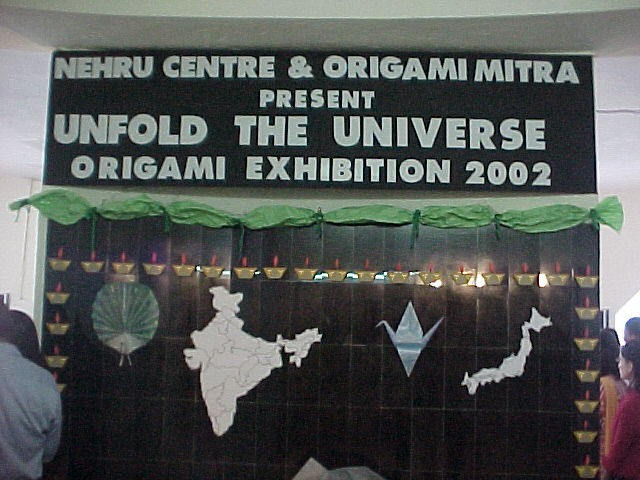 NEHRU CENTRE & ORIGAMI MITRA
PRESENT
UNFOLD THE UNIVERSE
ORIGAMI EXHIBITION 2002